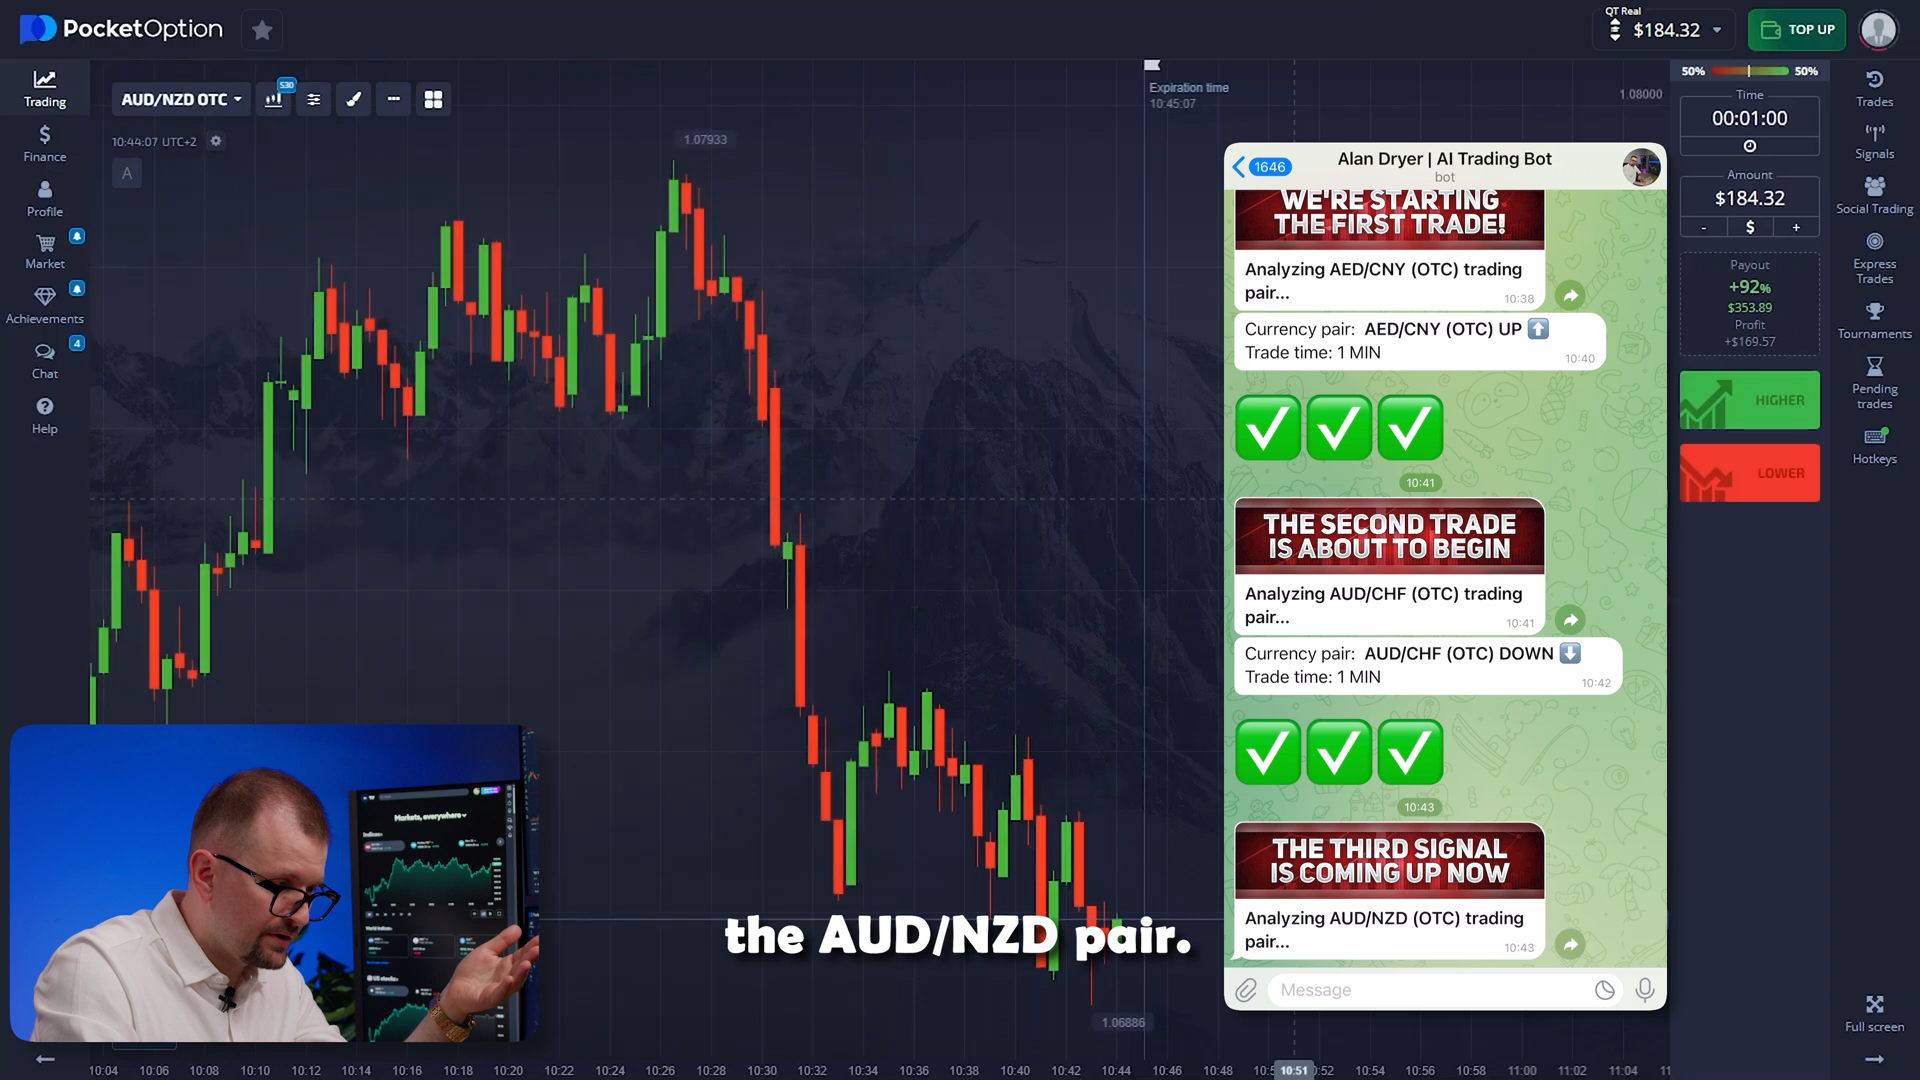 PocketOption
QT Real
$184.32
TOP UP
Trading
Finance
Profile
Market
Achievements
4
Chat
Help
AUD/NZD OTC
S30
10:44:07 UTC+2
A
1.07933
Expiration time
10:45:07
1.08000
1.06886
1646
Alan Dryer | AI Trading Bot
bot
WE'RE STARTING
THE FIRST TRADE!
Analyzing AED/CNY (OTC) trading
pair...
10:38
Currency pair: AED/CNY (OTC) UP
Trade time: 1 MIN
10:40
10:41
THE SECOND TRADE
IS ABOUT TO BEGIN
Analyzing AUD/CHF (OTC) trading
pair...
10:41
Currency pair: AUD/CHF (OTC) DOWN
Trade time: 1 MIN
10:42
10:43
THE THIRD SIGNAL
IS COMING UP NOW
Analyzing AUD/NZD (OTC) trading
pair...
10:43
Message
50%
50%
Time
00:01:00
Amount
$184.32
-
$
+
Payout
+92%
$353.89
Profit
+$169.57
HIGHER
LOWER
Trades
Signals
Social Trading
Express
Trades
Tournaments
Pending
trades
Hotkeys
Full screen
Markets, everywhere
Indices
the AUD/NZD pair.
10:04 10:06 10:08 10:10 10:12 10:14 10:16 10:18 10:20 10:22 10:24 10:26 10:28 10:30 10:32 10:34 10:36 10:38 10:40 10:42 10:44 10:46 10:48 10:51 10:54 10:56 10:58 11:00 11:02 11:04